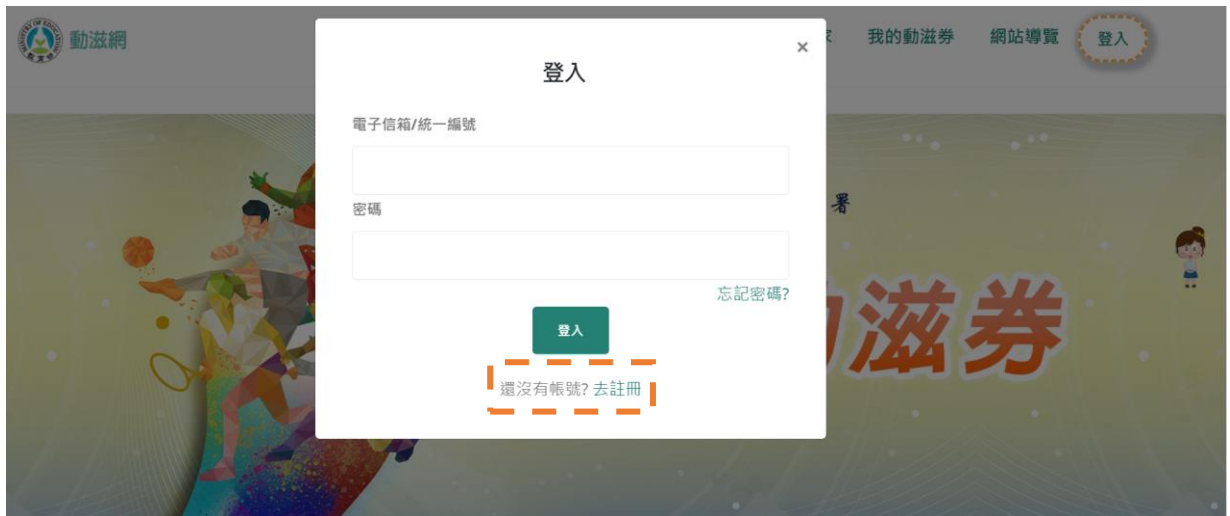 動滋網
我的動滋券
網站導覽
登入
×
登入
電子信箱/統一編號
密碼
忘記密碼?
登入
還沒有帳號? 去註冊
署
滋券